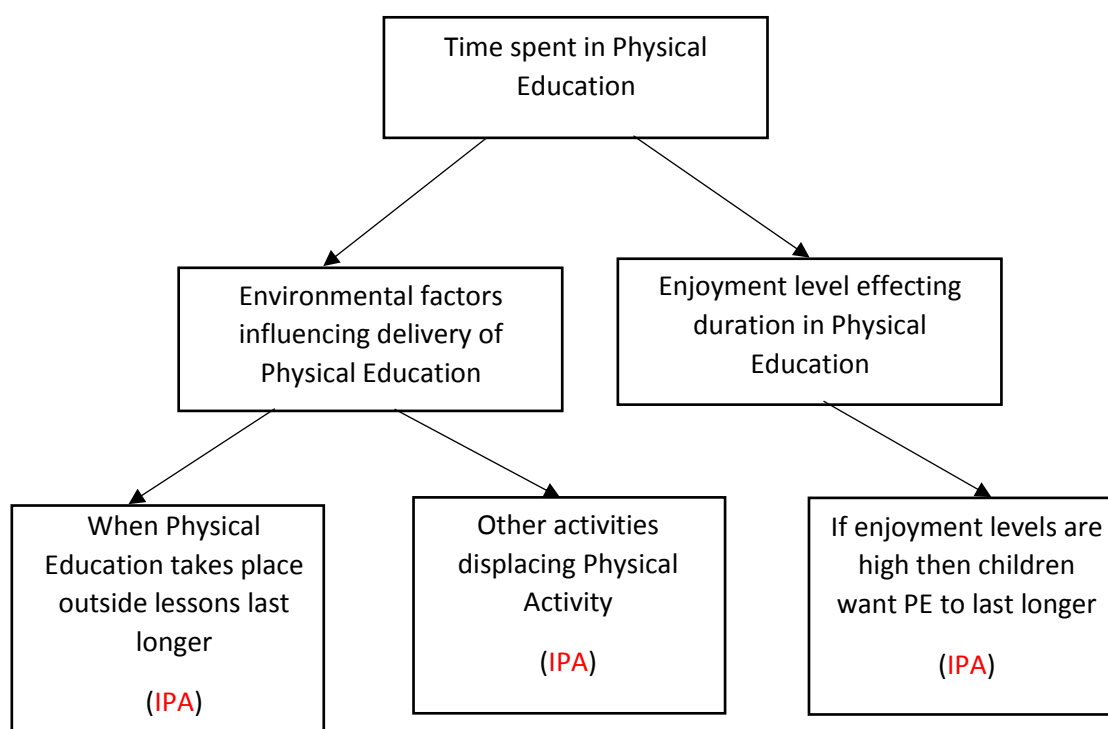 Time spent in Physical
Education
Environmental factors
influencing delivery of
Physical Education
Enjoyment level effecting
duration in Physical
Education
When Physical
Education takes place
outside lessons last
longer
(IPA)
Other activities
displacing Physical
Activity
(IPA)
If enjoyment levels are
high then children
want PE to last longer
(IPA)